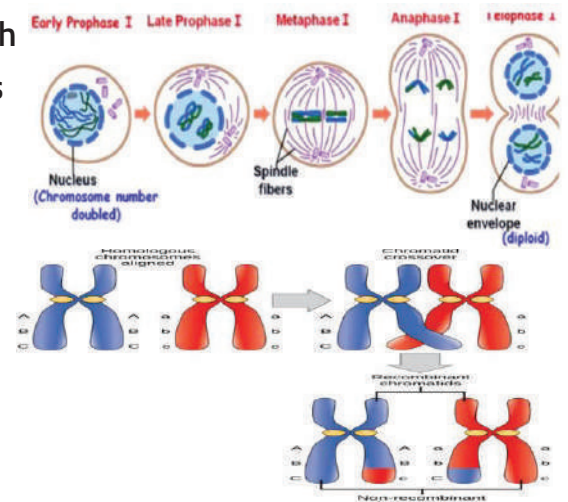 h
s
Early Prophase I Late Prophase I Metaphase I Anaphase I Telophase I
Nucleus
(Chromosome number
doubled)
Spindle
fibers
Nuclear
envelope
(diploid)
Homologous
chromosomes
aligned
Chromatid
crossover
A A a a A A a a
B B b b B B b b
C C c c C C c c
Recombinant
chromatids
A A a a
B B b b
C c C c
Non-recombinant